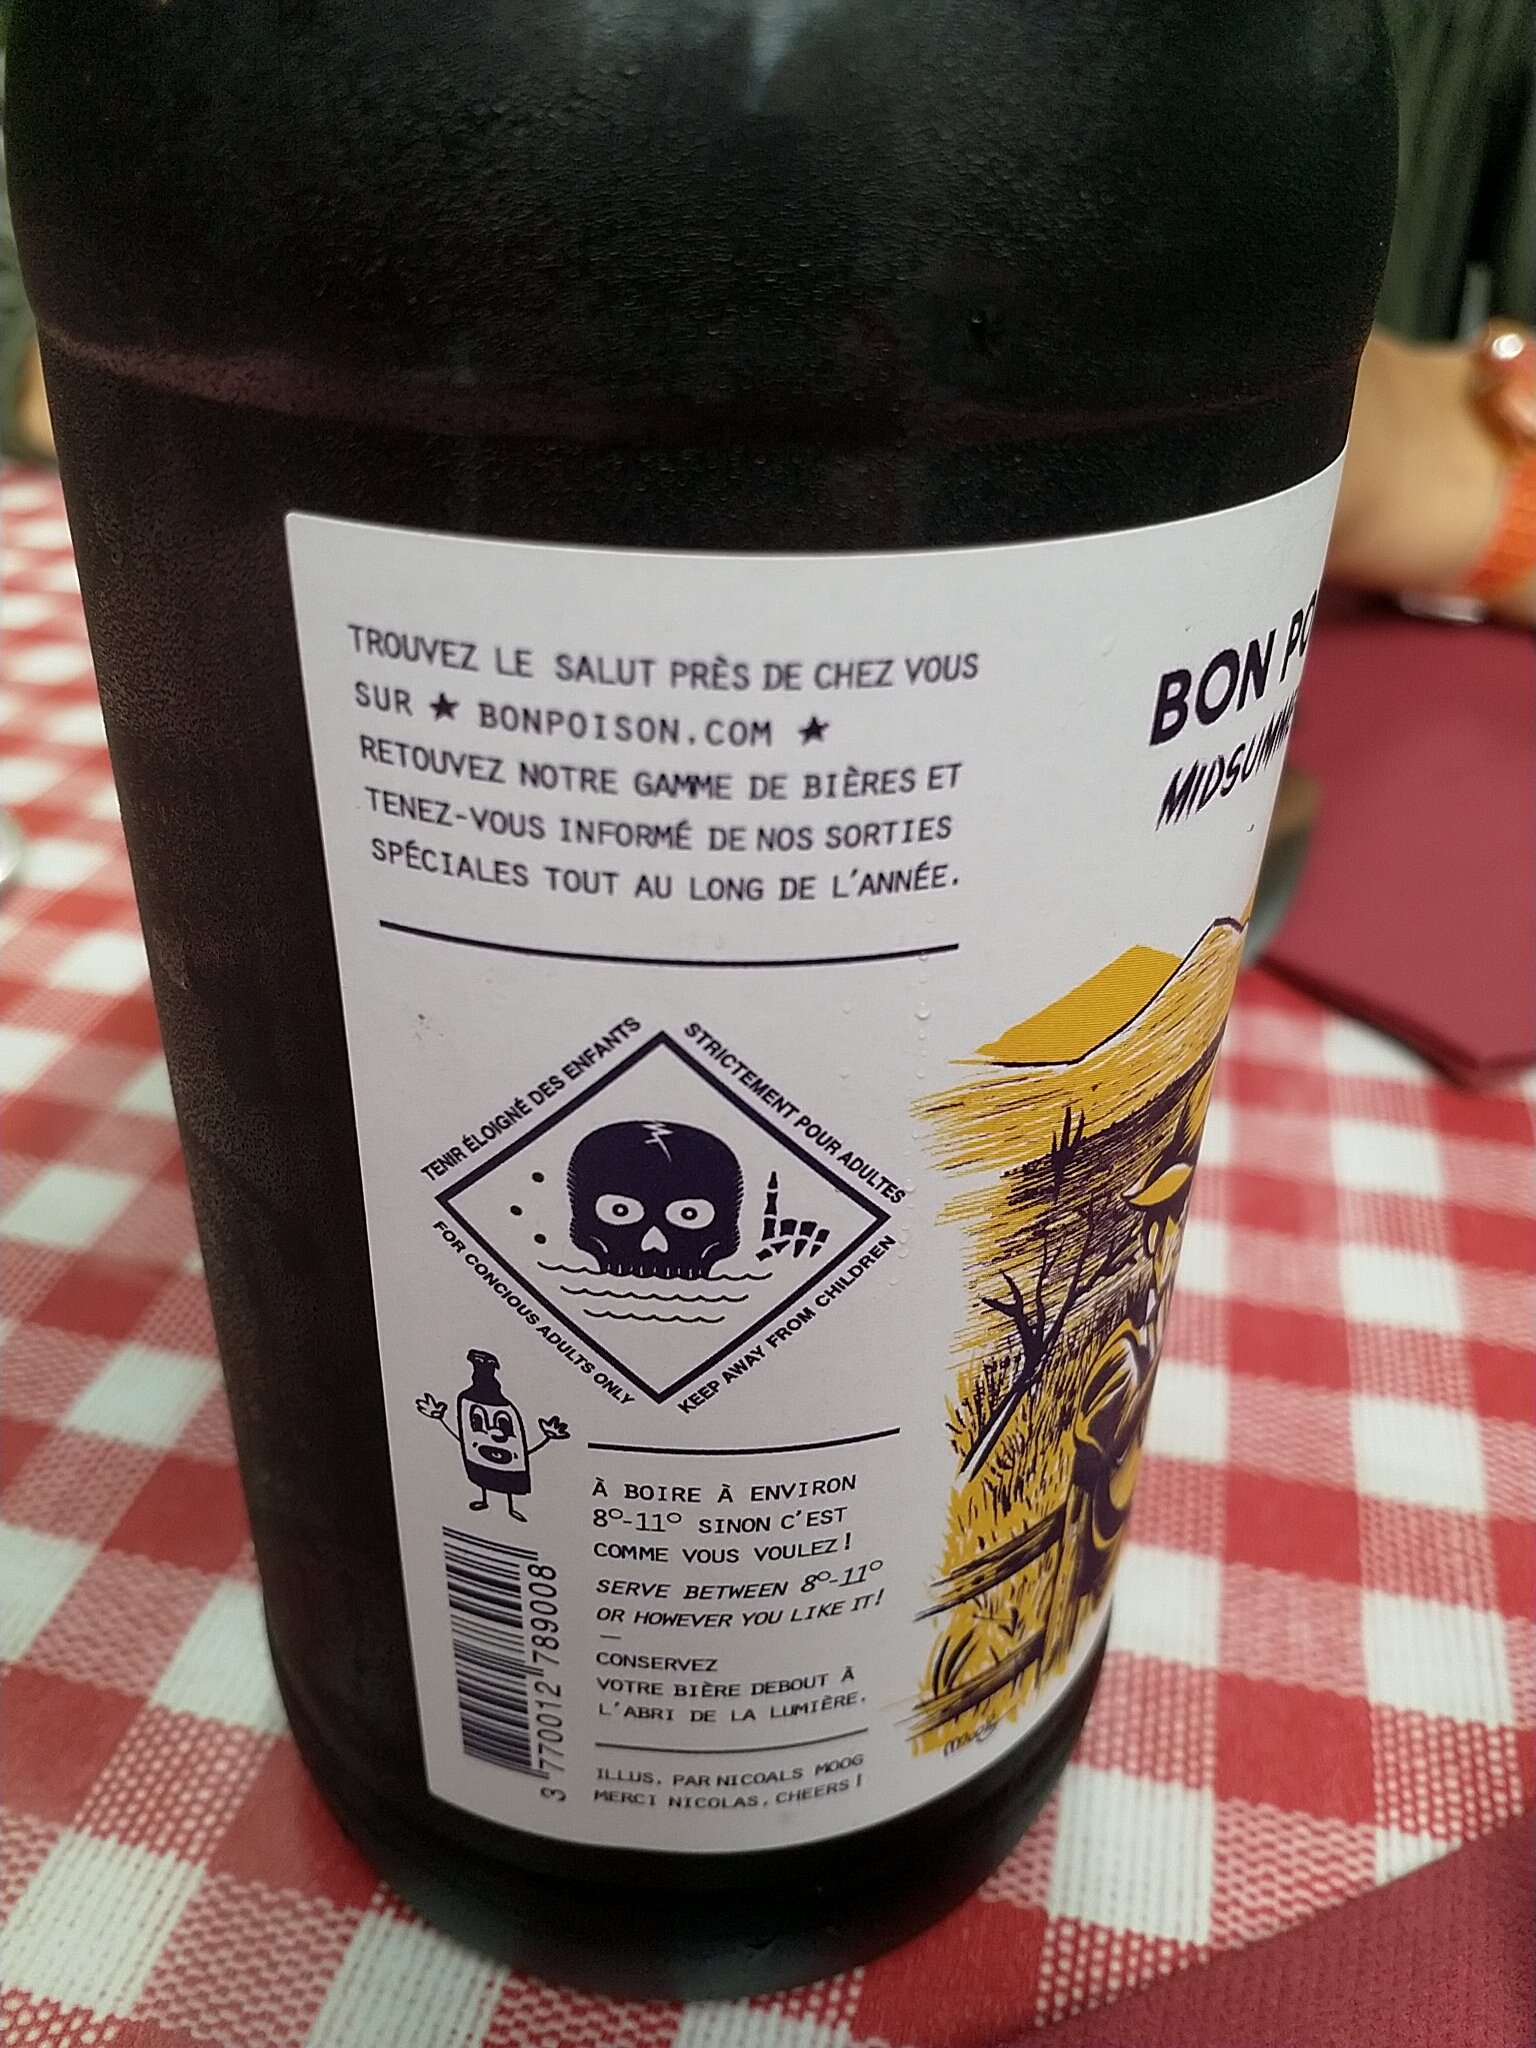 TROUVEZ LE SALUT PRÈS DE CHEZ VOUS
SUR ★ BONPOISON.COM ★
RETOUVEZ NOTRE GAMME DE BIÈRES ET
TENEZ-VOUS INFORMÉ DE NOS SORTIES
SPÉCIALES TOUT AU LONG DE L'ANNÉE.
TENIR ÉLOIGNÉ DES ENFANTS
STRICTEMENT POUR ADULTES
FOR CONCIOUS ADULTS ONLY
KEEP AWAY FROM CHILDREN
À BOIRE À ENVIRON
8°-11° SINON C'EST
COMME VOUS VOULEZ!
SERVE BETWEEN 8°-11°
OR HOWEVER YOU LIKE IT!
—
CONSERVEZ
VOTRE BIÈRE DEBOUT À
L'ABRI DE LA LUMIÈRE.
ILLUS. PAR NICOALS MOOG
MERCI NICOLAS. CHEERS!
3 770012 789008
BON PO
MIDSUMME
moog